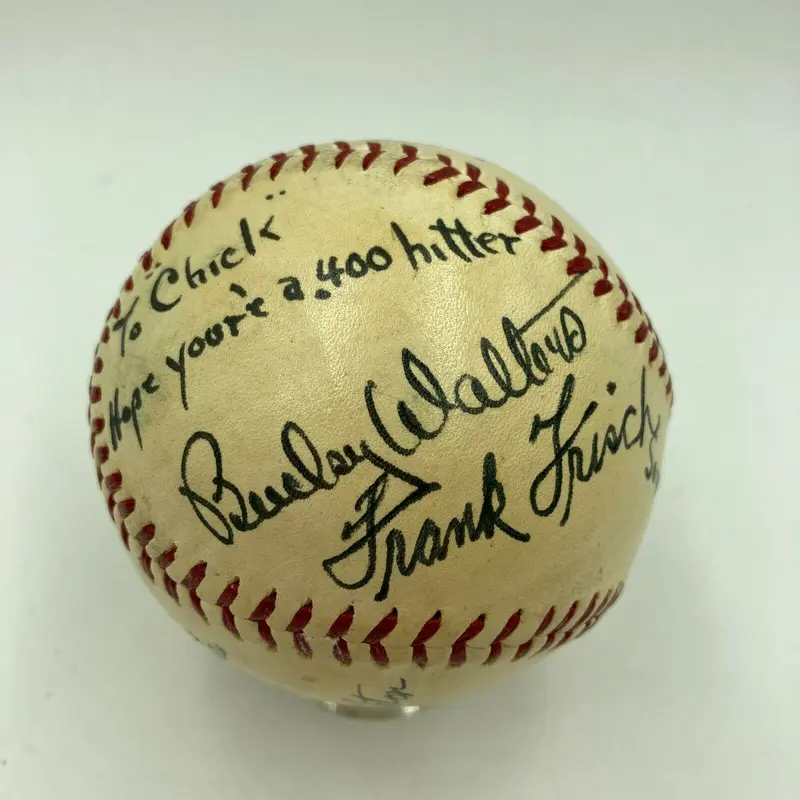 To "Chick"
Hope you're a .400 hitter
Bucky Walters
Frank Frisch